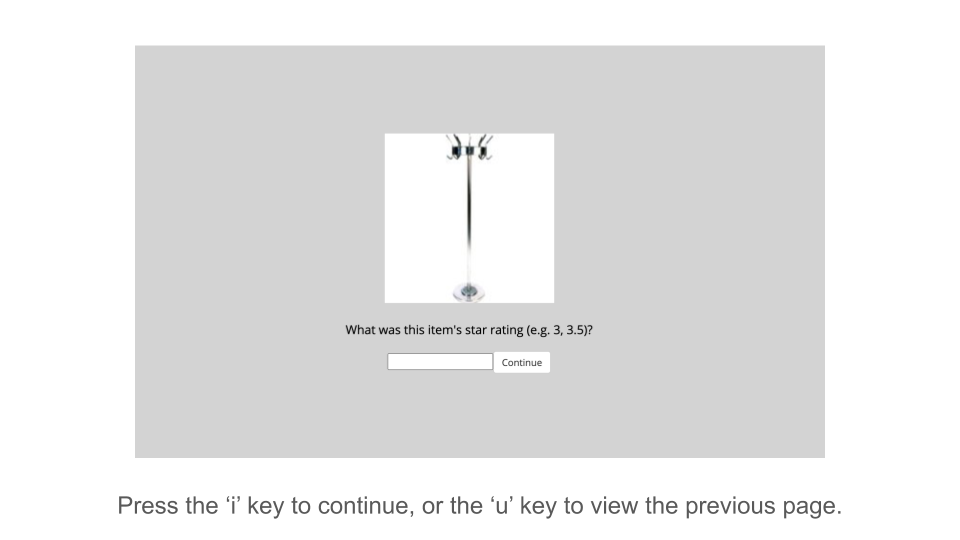 What was this item's star rating (e.g. 3, 3.5)?
Continue
Press the ‘i’ key to continue, or the ‘u’ key to view the previous page.